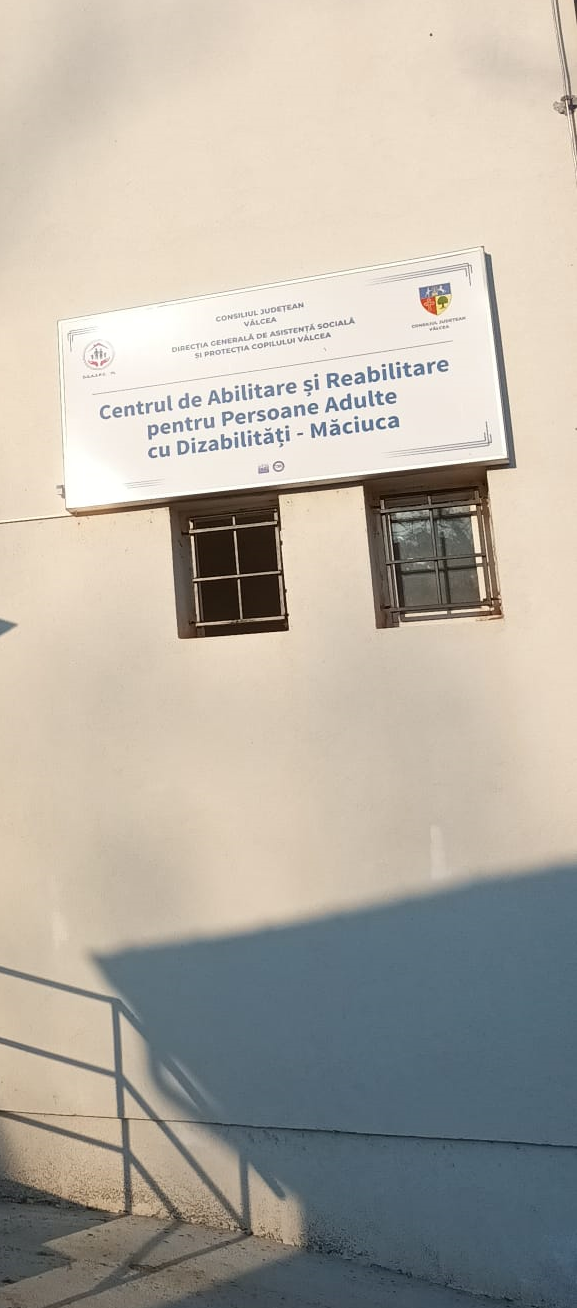 CONSILIUL JUDEȚEAN
VÂLCEA
DIRECȚIA GENERALĂ DE ASISTENȚĂ SOCIALĂ
ȘI PROTECȚIA COPILULUI VÂLCEA
CONSILIUL JUDEȚEAN
VÂLCEA
Centrul de Abilitare și Reabilitare
pentru Persoane Adulte
cu Dizabilități - Măciuca